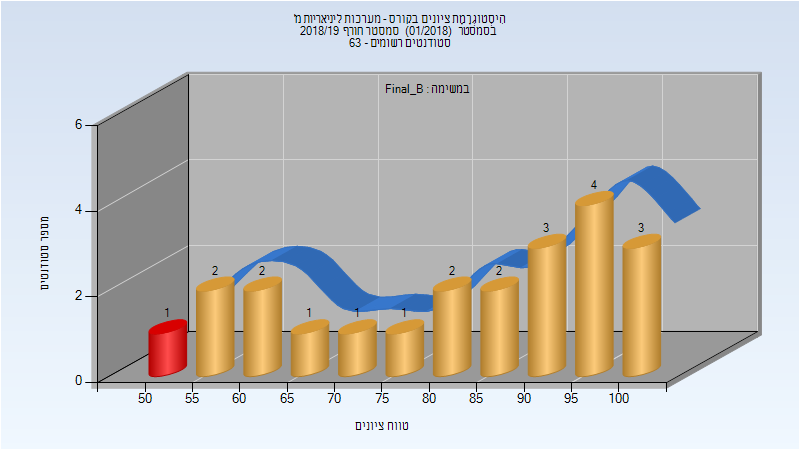 היסטוגרמת ציונים בקורס - מערכות ליניאריות מ'
בסמסטר (01/2018) סמסטר חורף 2018/19
סטודנטים רשומים - 63
במשימה : Final_B
מספר סטודנטים
6
4
2
0
1
2
2
1
1
1
2
2
3
4
3
50 55 60 65 70 75 80 85 90 95 100
טווח ציונים